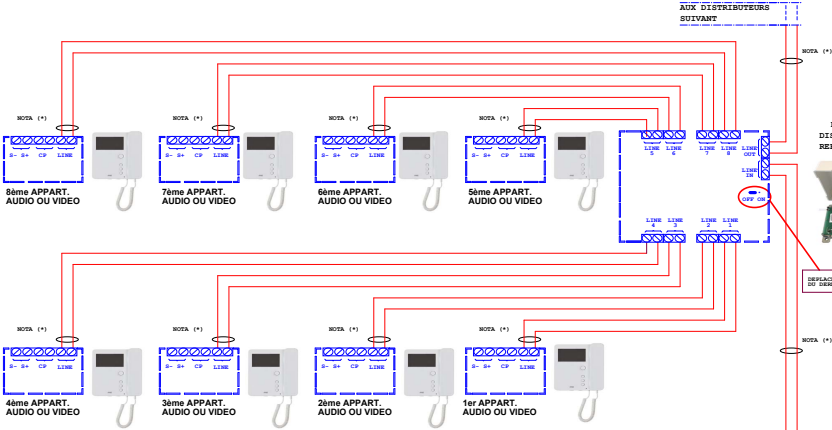 AUX DISTRIBUTEURS
SUIVANT
NOTA (*)
NOTA (*)
NOTA (*)
NOTA (*)
NOTA (*)
S- S+ CP LINE
S- S+ CP LINE
S- S+ CP LINE
S- S+ CP LINE
8ème APPART.
AUDIO OU VIDEO
7ème APPART.
AUDIO OU VIDEO
6ème APPART.
AUDIO OU VIDEO
5ème APPART.
AUDIO OU VIDEO
LINE
5
LINE
6
LINE
7
LINE
8
LINE
OUT
LINE
IN
OFF ON
LINE
4
LINE
3
LINE
2
LINE
1
NOTA (*)
NOTA (*)
NOTA (*)
NOTA (*)
NOTA (*)
S- S+ CP LINE
S- S+ CP LINE
S- S+ CP LINE
S- S+ CP LINE
4ème APPART.
AUDIO OU VIDEO
3ème APPART.
AUDIO OU VIDEO
2ème APPART.
AUDIO OU VIDEO
1er APPART.
AUDIO OU VIDEO